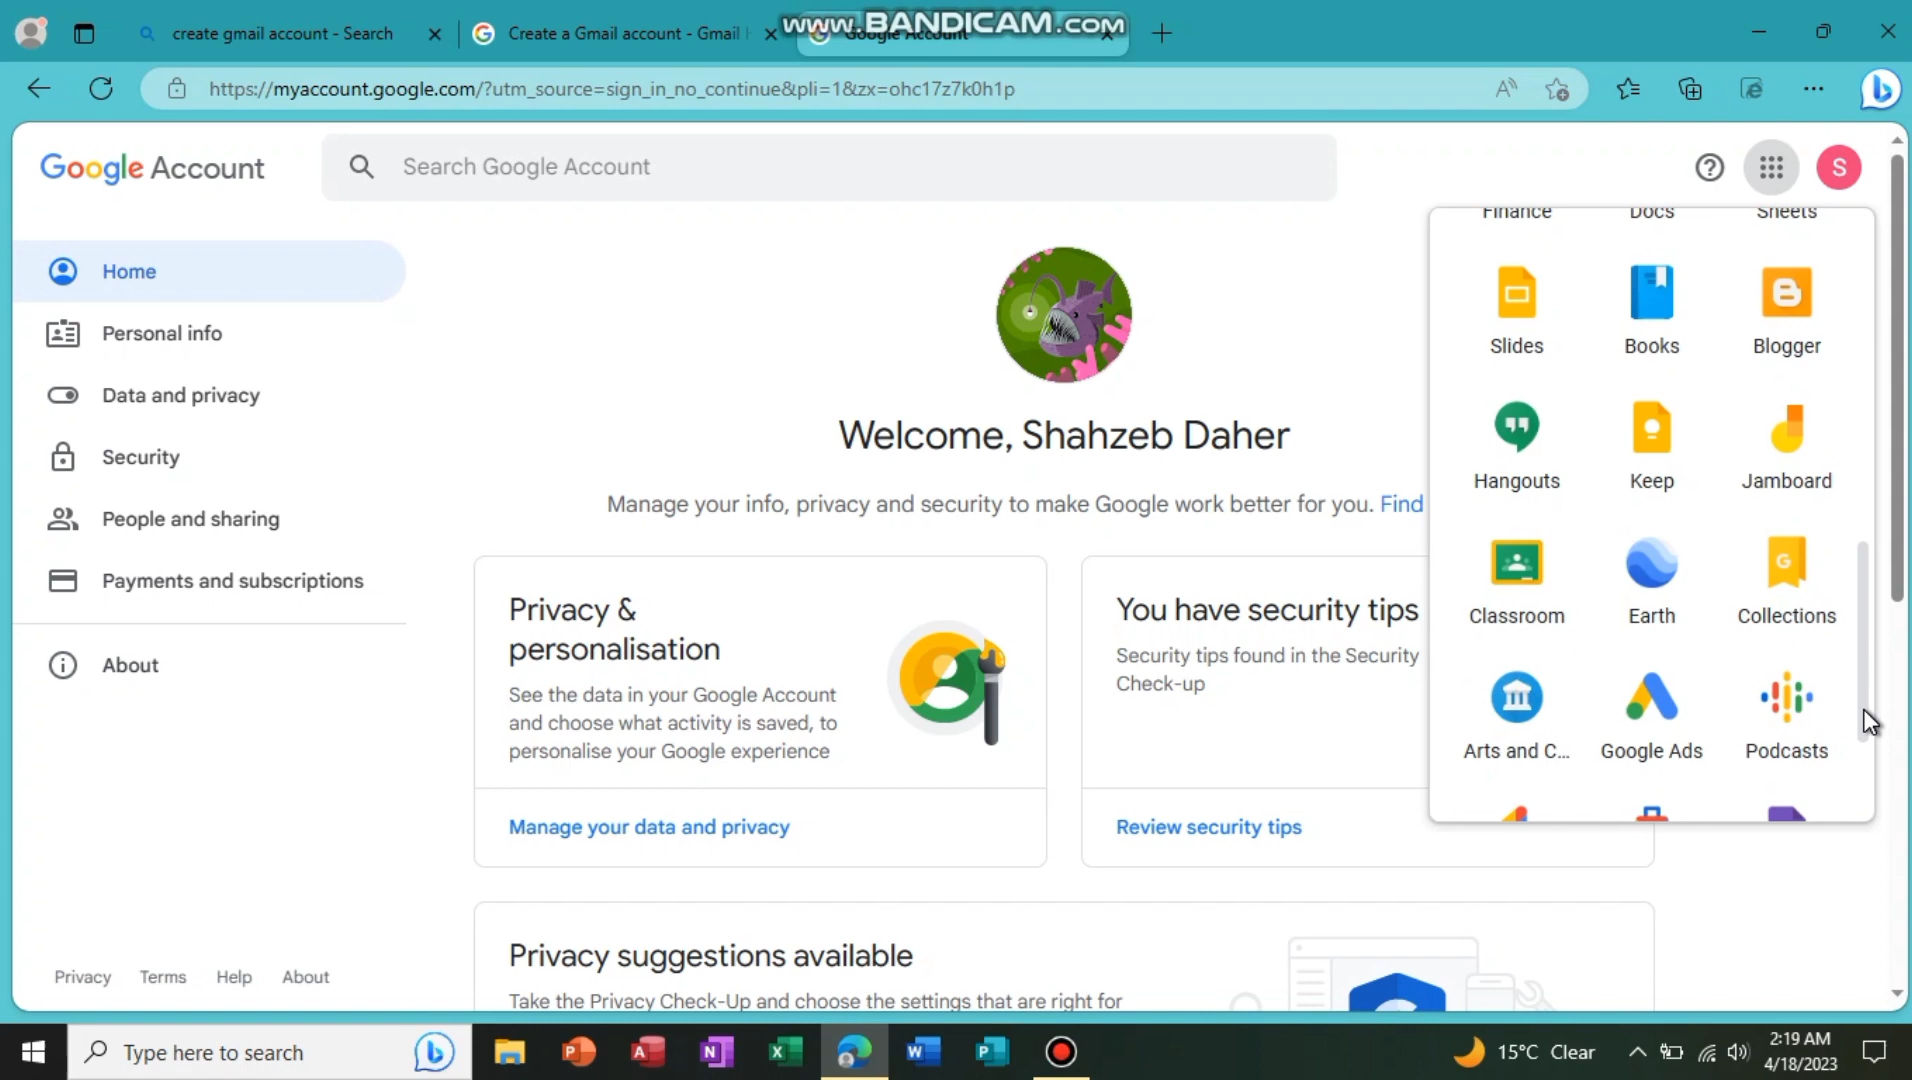 create gmail account - Search
Create a Gmail account - Gmail
www.BANDICAM.com
Google Account
https://myaccount.google.com/?utm_source=sign_in_no_continue&pli=1&zx=ohc17z7k0h1p
Google Account
Search Google Account
S
Home
Personal info
Data and privacy
Security
People and sharing
Payments and subscriptions
About
Privacy Terms Help About
Welcome, Shahzeb Daher
Manage your info, privacy and security to make Google work better for you. Find
Privacy &
personalisation
See the data in your Google Account
and choose what activity is saved, to
personalise your Google experience
Manage your data and privacy
You have security tips
Security tips found in the Security
Check-up
Review security tips
Privacy suggestions available
Take the Privacy Check-Up and choose the settings that are right for
Finance Docs Sheets
Slides Books Blogger
Hangouts Keep Jamboard
Classroom Earth Collections
Arts and C... Google Ads Podcasts
Type here to search
15°C Clear
2:19 AM
4/18/2023